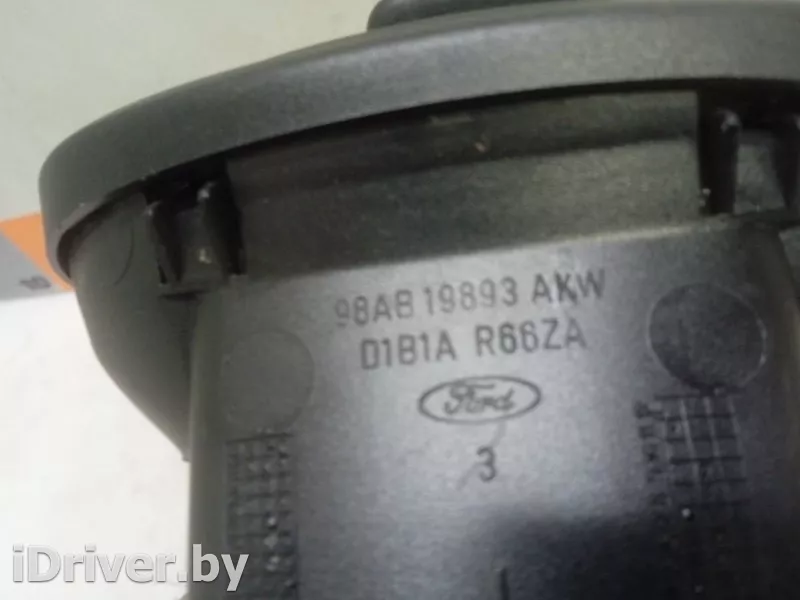 98AB 19893 AKW
D1B1A R66ZA
Ford
3
iDriver.by